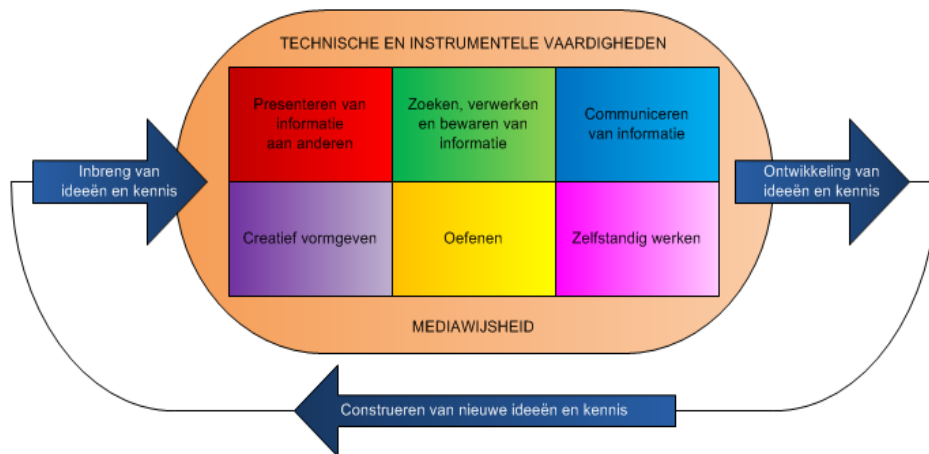 TECHNISCHE EN INSTRUMENTELE VAARDIGHEDEN
Presenteren van
informatie
aan anderen
Zoeken, verwerken
en bewaren van
informatie
Communiceren
van informatie
Inbreng van
ideeën en kennis
Ontwikkeling van
ideeën en kennis
Creatief vormgeven
Oefenen
Zelfstandig werken
MEDIAWIJSHEID
Construeren van nieuwe ideeën en kennis